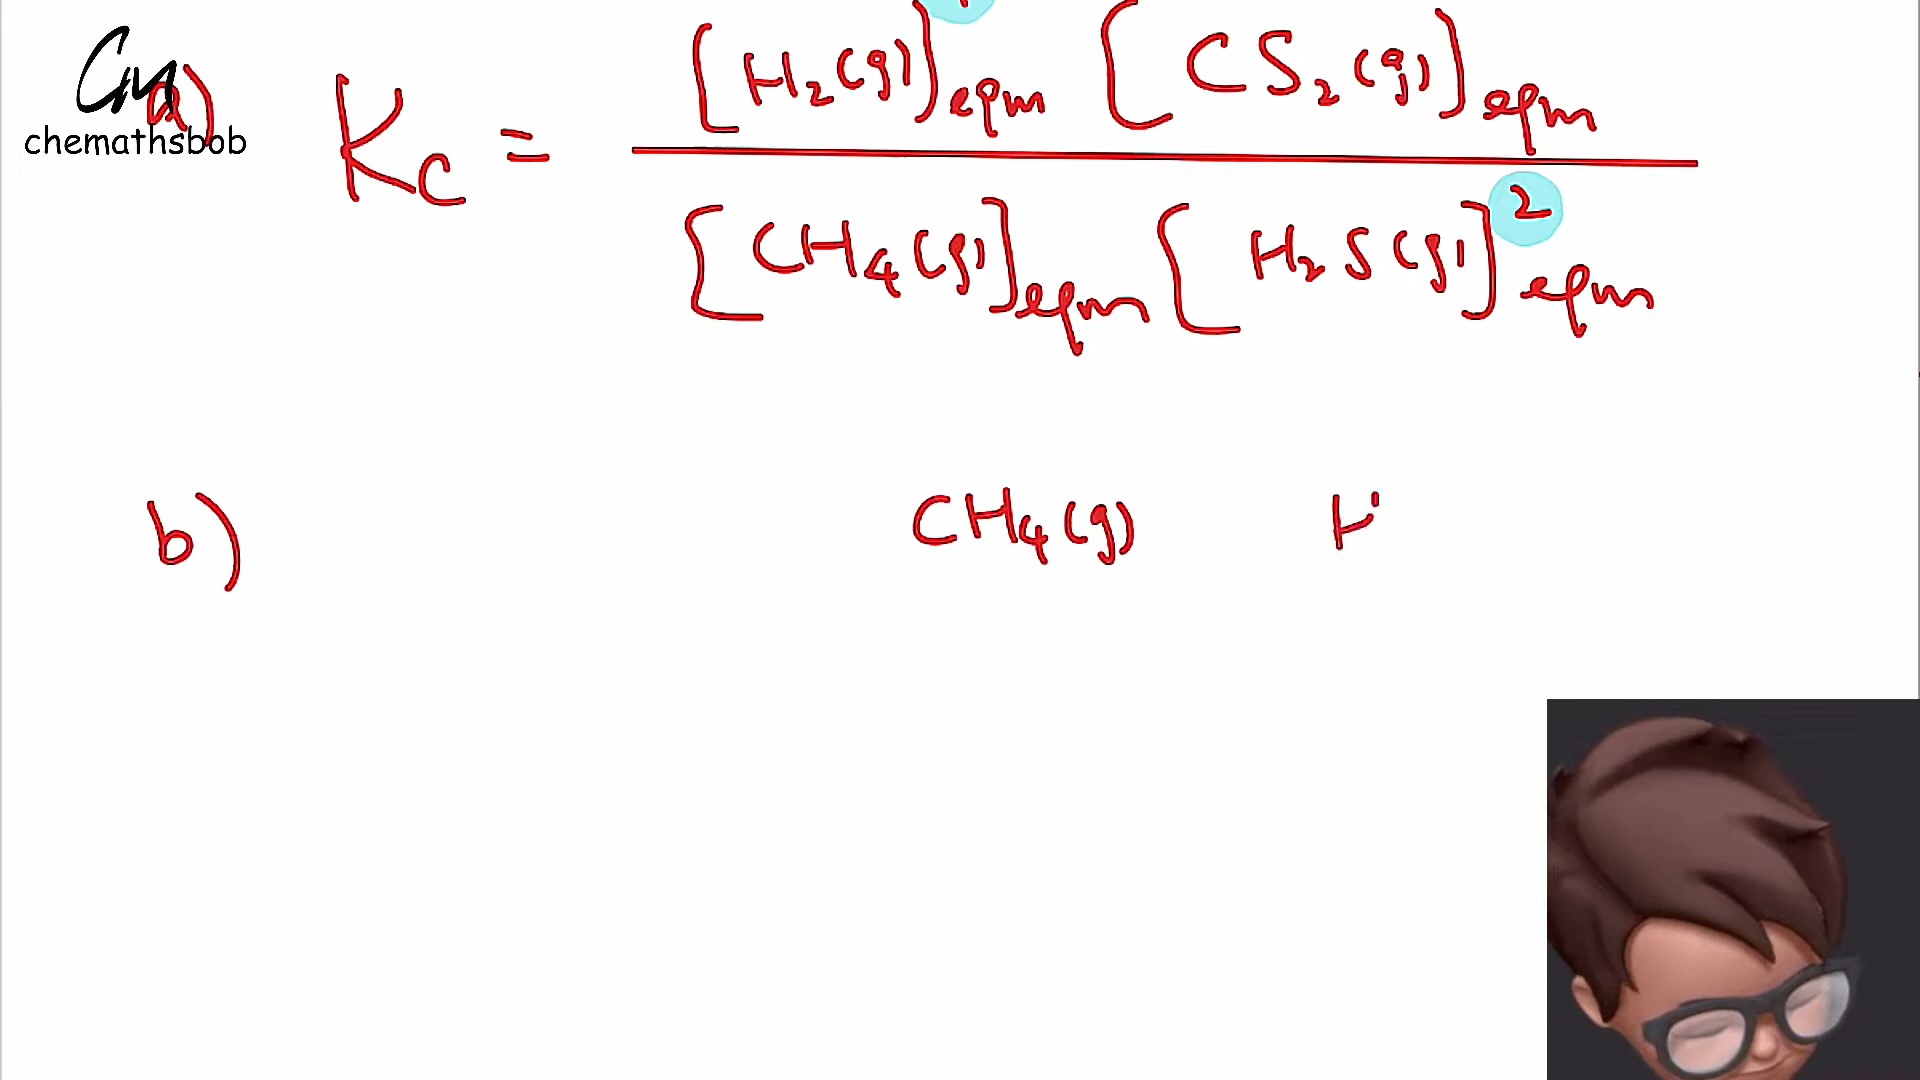 a) Kc = [H₂(g)]eqm [CS₂(g)]eqm
[CH₄(g)]eqm [H₂S(g)]²eqm
chemathsbob
b) CH₄(g) H